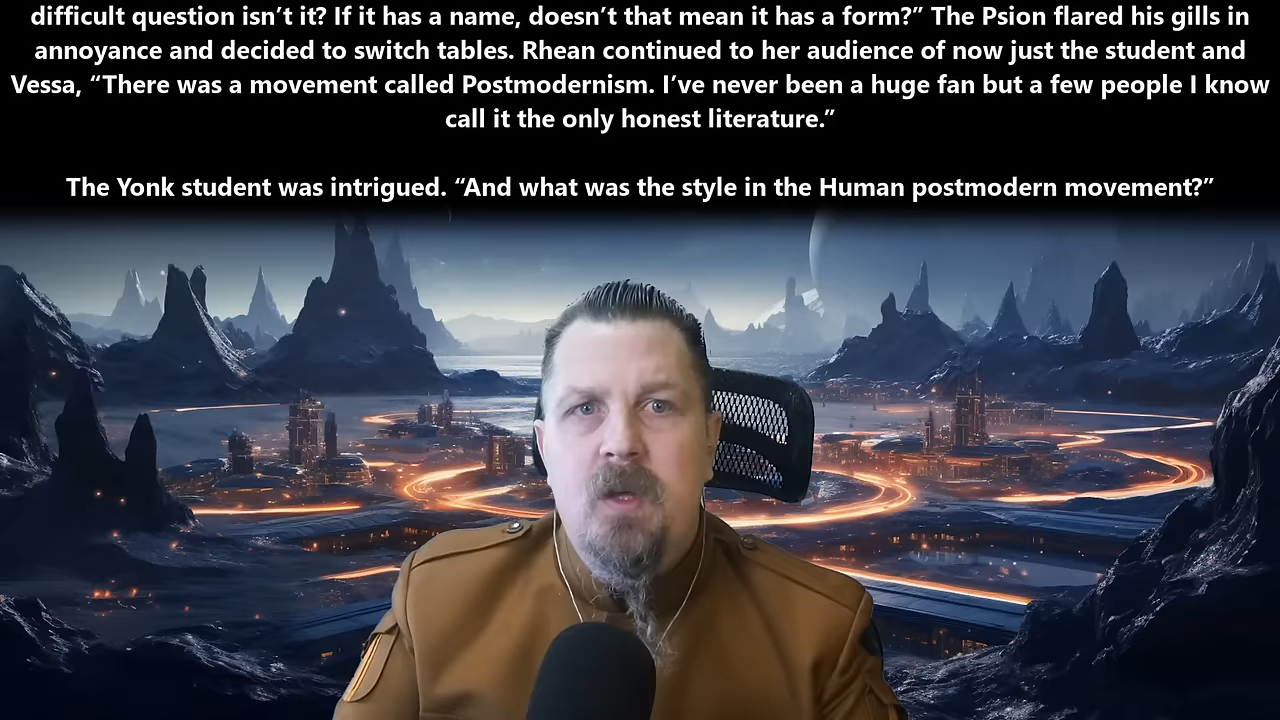 difficult question isn’t it? If it has a name, doesn’t that mean it has a form?” The Psion flared his gills in
annoyance and decided to switch tables. Rhean continued to her audience of now just the student and
Vessa, “There was a movement called Postmodernism. I’ve never been a huge fan but a few people I know
call it the only honest literature.”
The Yonk student was intrigued. “And what was the style in the Human postmodern movement?”